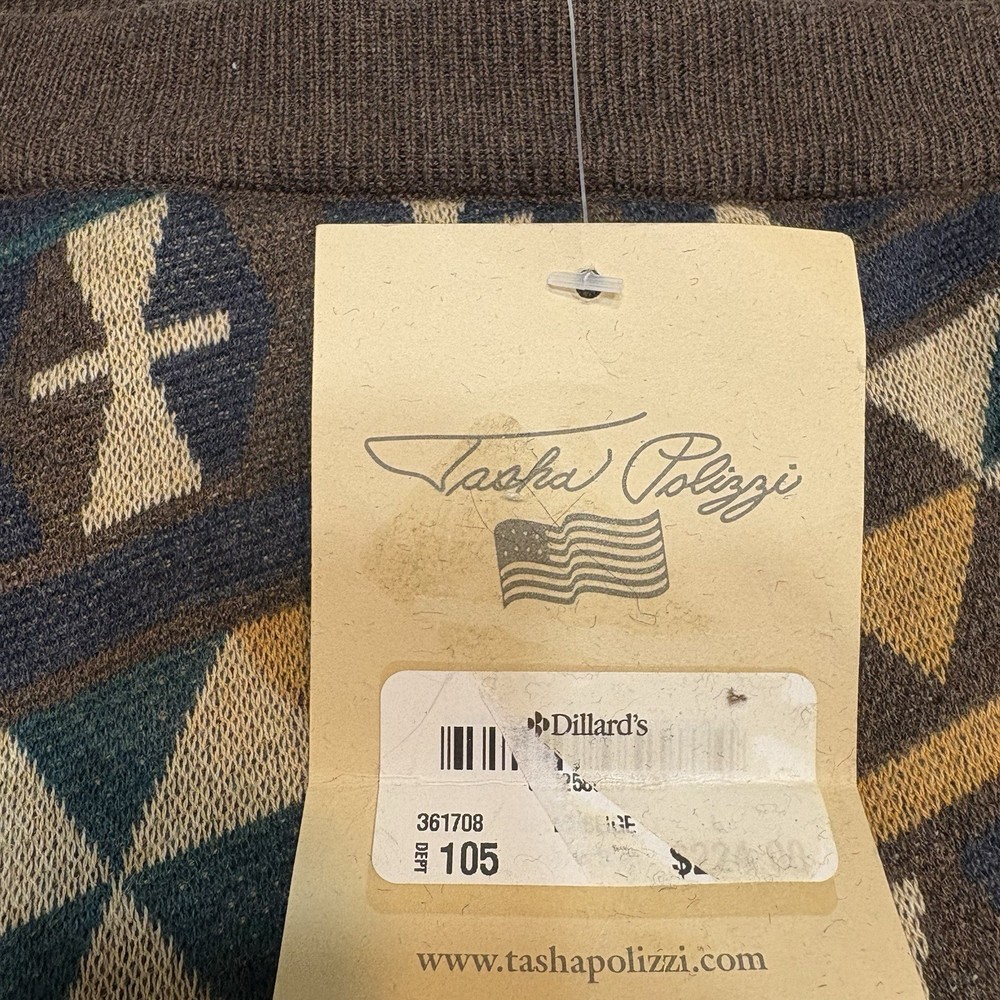 Tasha Polizzi
Dillard's
361708
DEPT 105
www.tashapolizzi.com